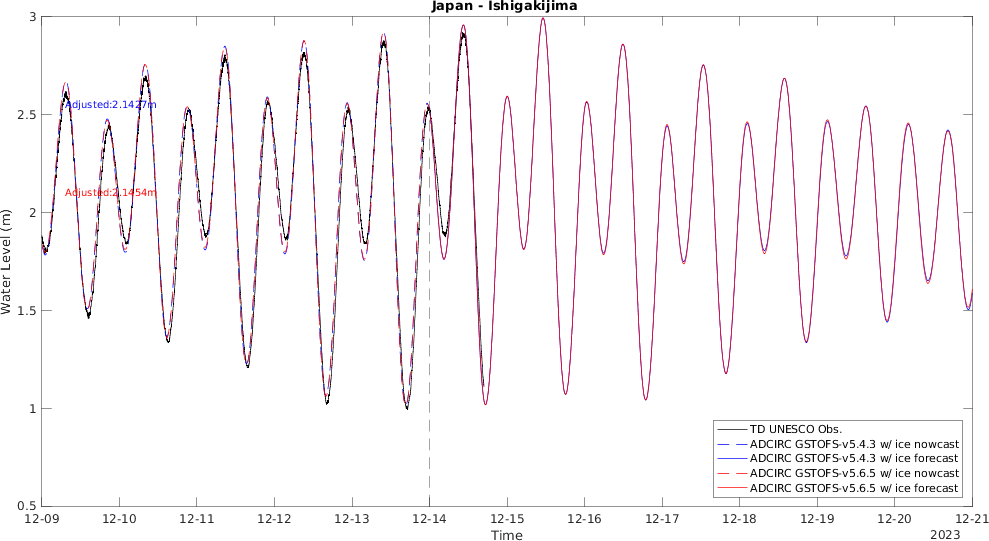 Japan - Ishigakijima
Water Level (m)
3
2.5
2
1.5
1
0.5
Adjusted:2.1427m
Adjusted:2.1454m
TD UNESCO Obs.
ADCIRC GSTOFS-v5.4.3 w/ ice nowcast
ADCIRC GSTOFS-v5.4.3 w/ ice forecast
ADCIRC GSTOFS-v5.6.5 w/ ice nowcast
ADCIRC GSTOFS-v5.6.5 w/ ice forecast
12-09 12-10 12-11 12-12 12-13 12-14 12-15 12-16 12-17 12-18 12-19 12-20 12-21
Time
2023